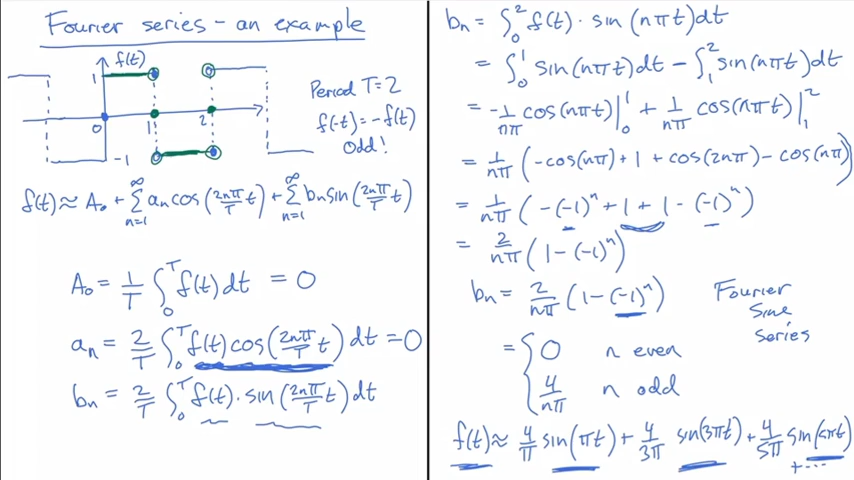 Fourier series - an example
f(t)
1
0 1 2
-1
Period T = 2
f(-t) = -f(t)
Odd!
f(t) ≈ A₀ + ∑_{n=1}^{∞} aₙ cos(2nπ/T t) + ∑_{n=1}^{∞} bₙ sin(2nπ/T t)
A₀ = 1/T ∫₀ᵀ f(t) dt = 0
aₙ = 2/T ∫₀ᵀ f(t) cos(2nπ/T t) dt = 0
bₙ = 2/T ∫₀ᵀ f(t) · sin(2nπ/T t) dt
bₙ = ∫₀² f(t) · sin(nπt) dt
= ∫₀¹ sin(nπt) dt - ∫₁² sin(nπt) dt
= -1/nπ cos(nπt)|₀¹ + 1/nπ cos(nπt)|₁²
= 1/nπ (-cos(nπ) + 1 + cos(2nπ) - cos(nπ))
= 1/nπ (-(-1)ⁿ + 1 + 1 - (-1)ⁿ)
= 2/nπ (1 - (-1)ⁿ)
bₙ = 2/nπ (1 - (-1)ⁿ)
Fourier
sine
series
= { 0 n even
4/nπ n odd
f(t) ≈ 4/π sin(πt) + 4/3π sin(3πt) + 4/5π sin(5πt)
+ ...